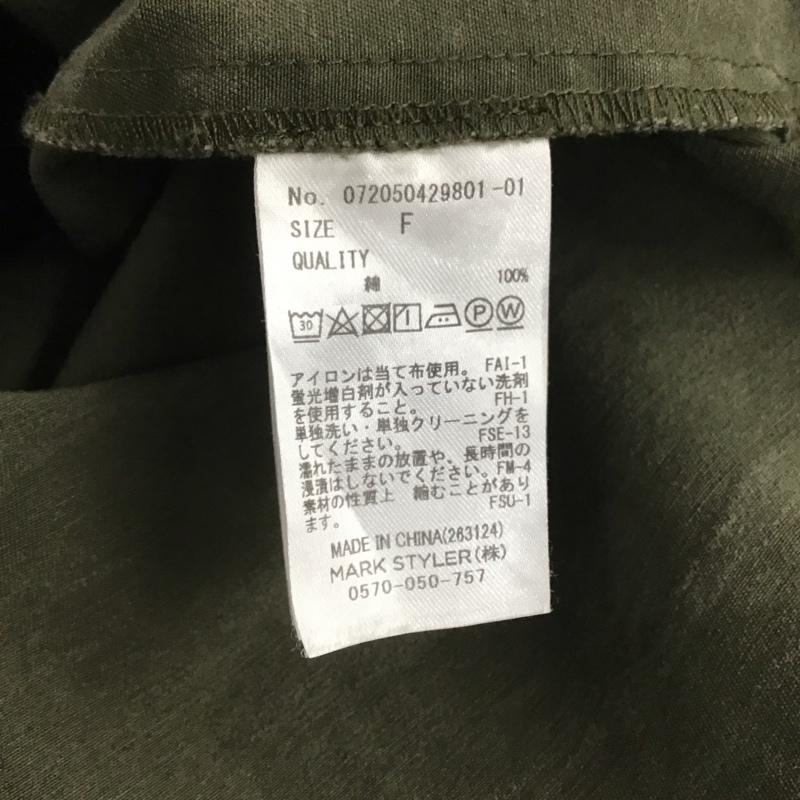 No. 072050429801-01
SIZE F
QUALITY
綿 100%
30 P W
アイロンは当て布使用。 FAI-1
蛍光増白剤が入っていない洗剤
を使用すること。 FH-1
単独洗い・単独クリーニングを
してください。 FSE-13
濡れたままの放置や、長時間の
浸漬はしないでください。FM-4
素材の性質上 縮むことがあり
ます。 FSU-1
MADE IN CHINA(263124)
MARK STYLER(株)
0570-050-757